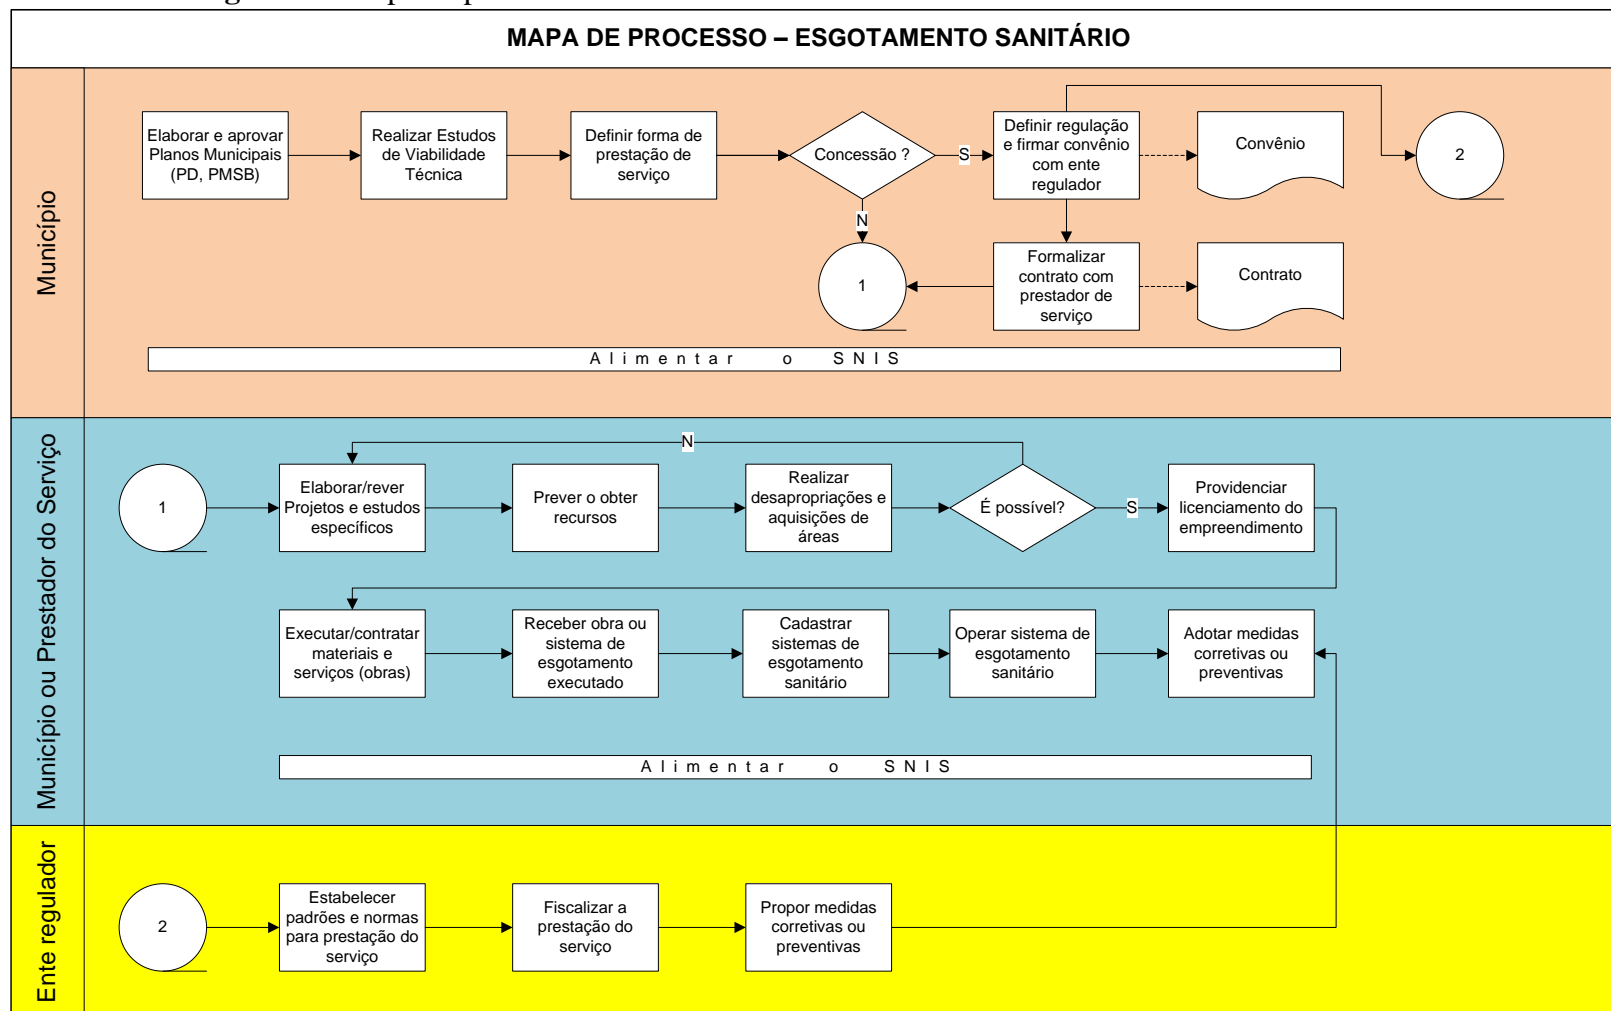 MAPA DE PROCESSO – ESGOTAMENTO SANITÁRIO
Município
Elaborar e aprovar
Planos Municipais
(PD, PMSB)
Realizar Estudos
de Viabilidade
Técnica
Definir forma de
prestação de
serviço
Concessão ?
S
N
Definir regulação
e firmar convênio
com ente
regulador
Convênio
2
1
Formalizar
contrato com
prestador de
serviço
Contrato
Alimentar o SNIS
Município ou Prestador do Serviço
N
1
Elaborar/rever
Projetos e estudos
específicos
Prever o obter
recursos
Realizar
desapropriações e
aquisições de
áreas
É possível?
S
Providenciar
licenciamento do
empreendimento
Executar/contratar
materiais e
serviços (obras)
Receber obra ou
sistema de
esgotamento
executado
Cadastrar
sistemas de
esgotamento
sanitário
Operar sistema de
esgotamento
sanitário
Adotar medidas
corretivas ou
preventivas
Alimentar o SNIS
Ente regulador
2
Estabelecer
padrões e normas
para prestação do
serviço
Fiscalizar a
prestação do
serviço
Propor medidas
corretivas ou
preventivas